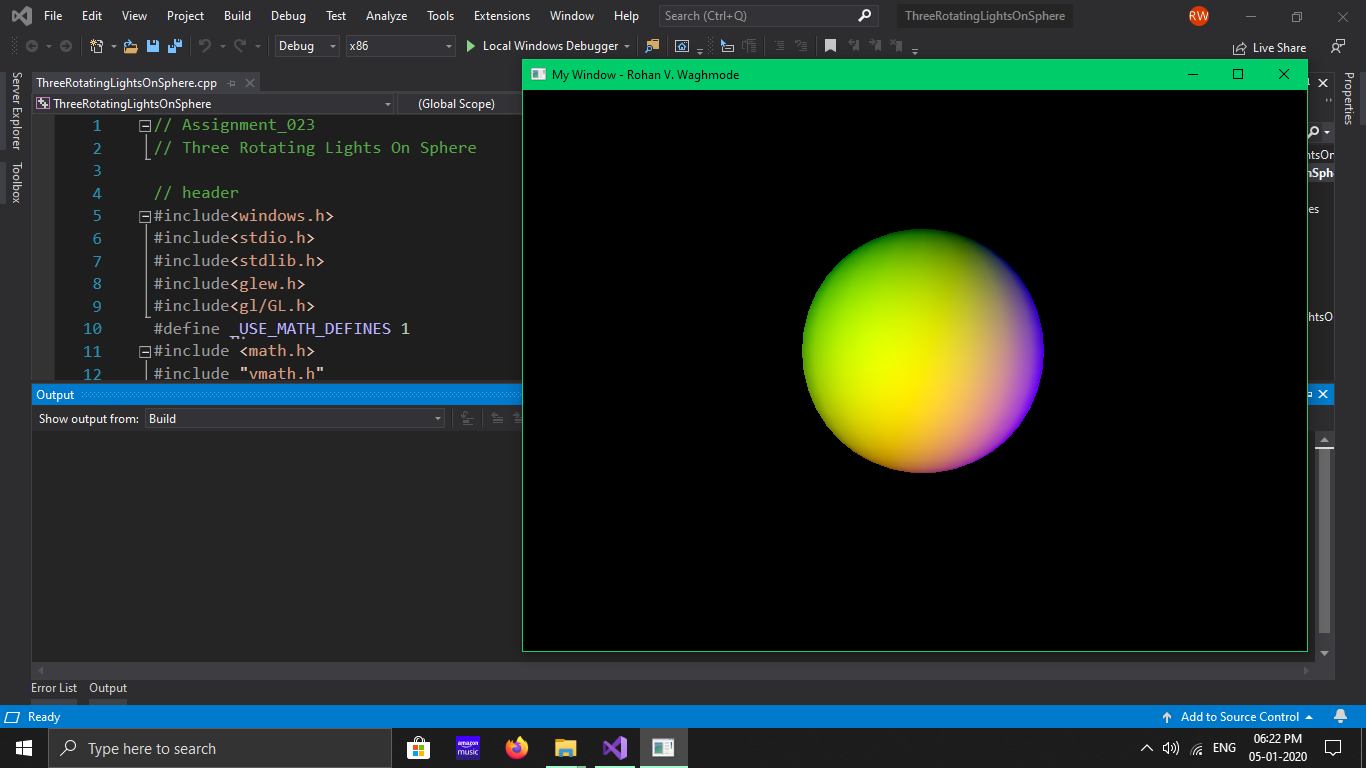 File Edit View Project Build Debug Test Analyze Tools Extensions Window Help Search (Ctrl+Q) ThreeRotatingLightsOnSphere RW
Debug x86 Local Windows Debugger Live Share
ThreeRotatingLightsOnSphere.cpp
My Window - Rohan V. Waghmode
ThreeRotatingLightsOnSphere (Global Scope)
Server Explorer
Toolbox
Properties
1 // Assignment_023
2 // Three Rotating Lights On Sphere
3
4 // header
5 #include<windows.h>
6 #include<stdio.h>
7 #include<stdlib.h>
8 #include<glew.h>
9 #include<gl/GL.h>
10 #define _USE_MATH_DEFINES 1
11 #include <math.h>
12 #include "vmath.h"
Output
Show output from: Build
Error List Output
Ready Add to Source Control
Type here to search
amazon music
ENG
06:22 PM
05-01-2020